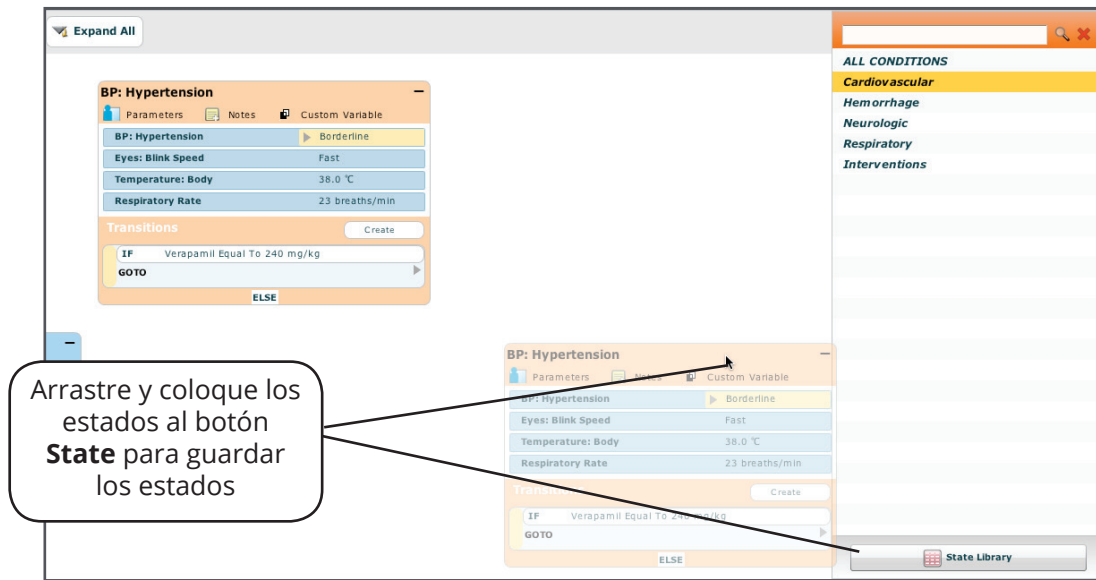 Expand All
ALL CONDITIONS
Cardiovascular
Hemorrhage
Neurologic
Respiratory
Interventions
BP: Hypertension
Parameters Notes Custom Variable
BP: Hypertension Borderline
Eyes: Blink Speed Fast
Temperature: Body 38.0 °C
Respiratory Rate 23 breaths/min
Transitions Create
IF Verapamil Equal To 240 mg/kg
GOTO
ELSE
Arrastre y coloque los
estados al botón
State para guardar
los estados
BP: Hypertension
Parameters Notes Custom Variable
BP: Hypertension Borderline
Eyes: Blink Speed Fast
Temperature: Body 38.0 °C
Respiratory Rate 23 breaths/min
Transitions Create
IF Verapamil Equal To 240 mg/kg
GOTO
ELSE
State Library